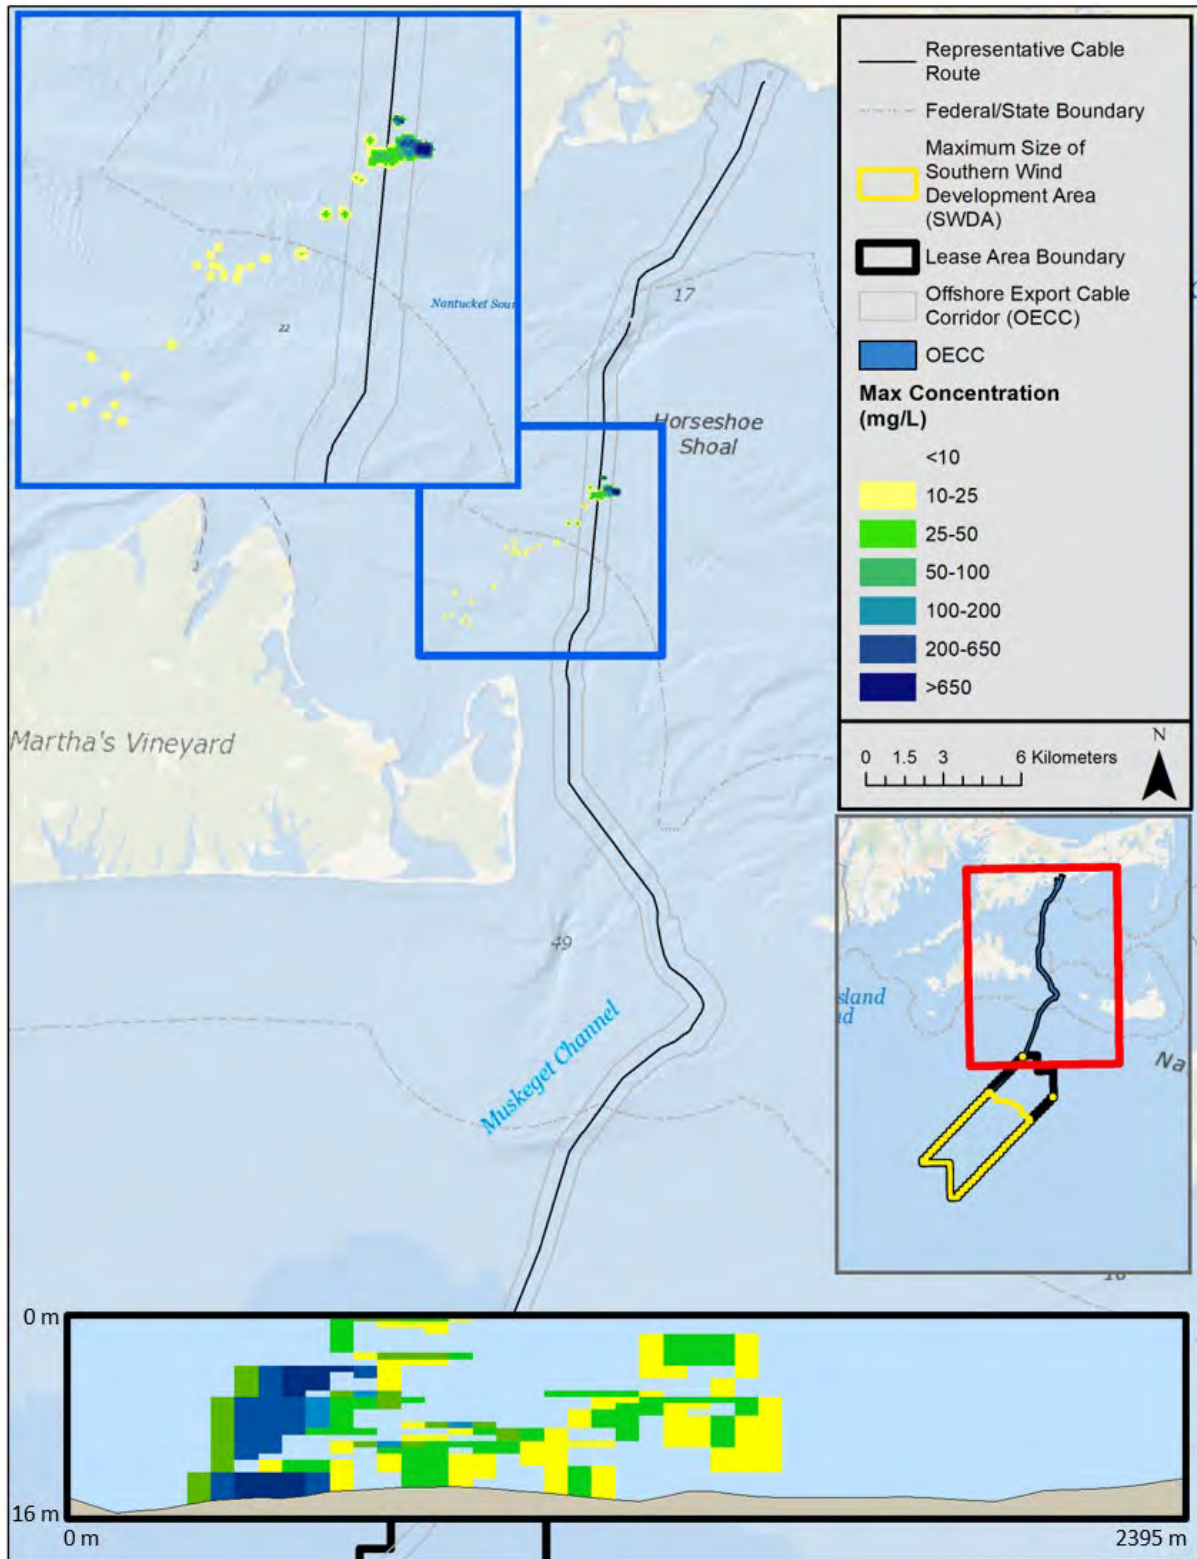 Representative Cable
Route
Federal/State Boundary
Maximum Size of
Southern Wind
Development Area
(SWDA)
Lease Area Boundary
Offshore Export Cable
Corridor (OECC)
OECC
Max Concentration
(mg/L)
<10
10-25
25-50
50-100
100-200
200-650
>650
N
0 1.5 3 6 Kilometers
Nantucket Soun
22
17
Horseshoe
Shoal
Martha's Vineyard
49
Muskeget Channel
sland
nd
Na
0 m
16 m
0 m
2395 m